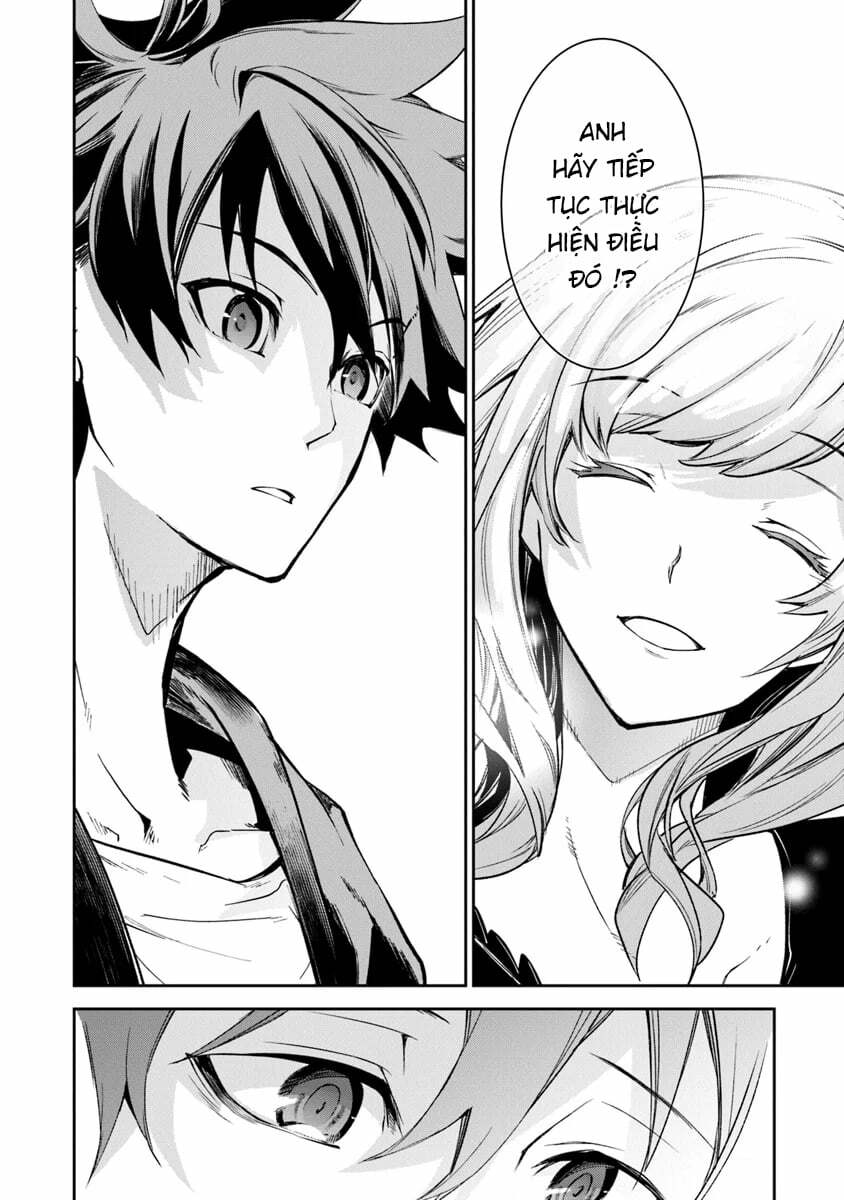 ANH
HÃY TIẾP
TỤC THỰC
HIỆN ĐIỀU
ĐÓ !?